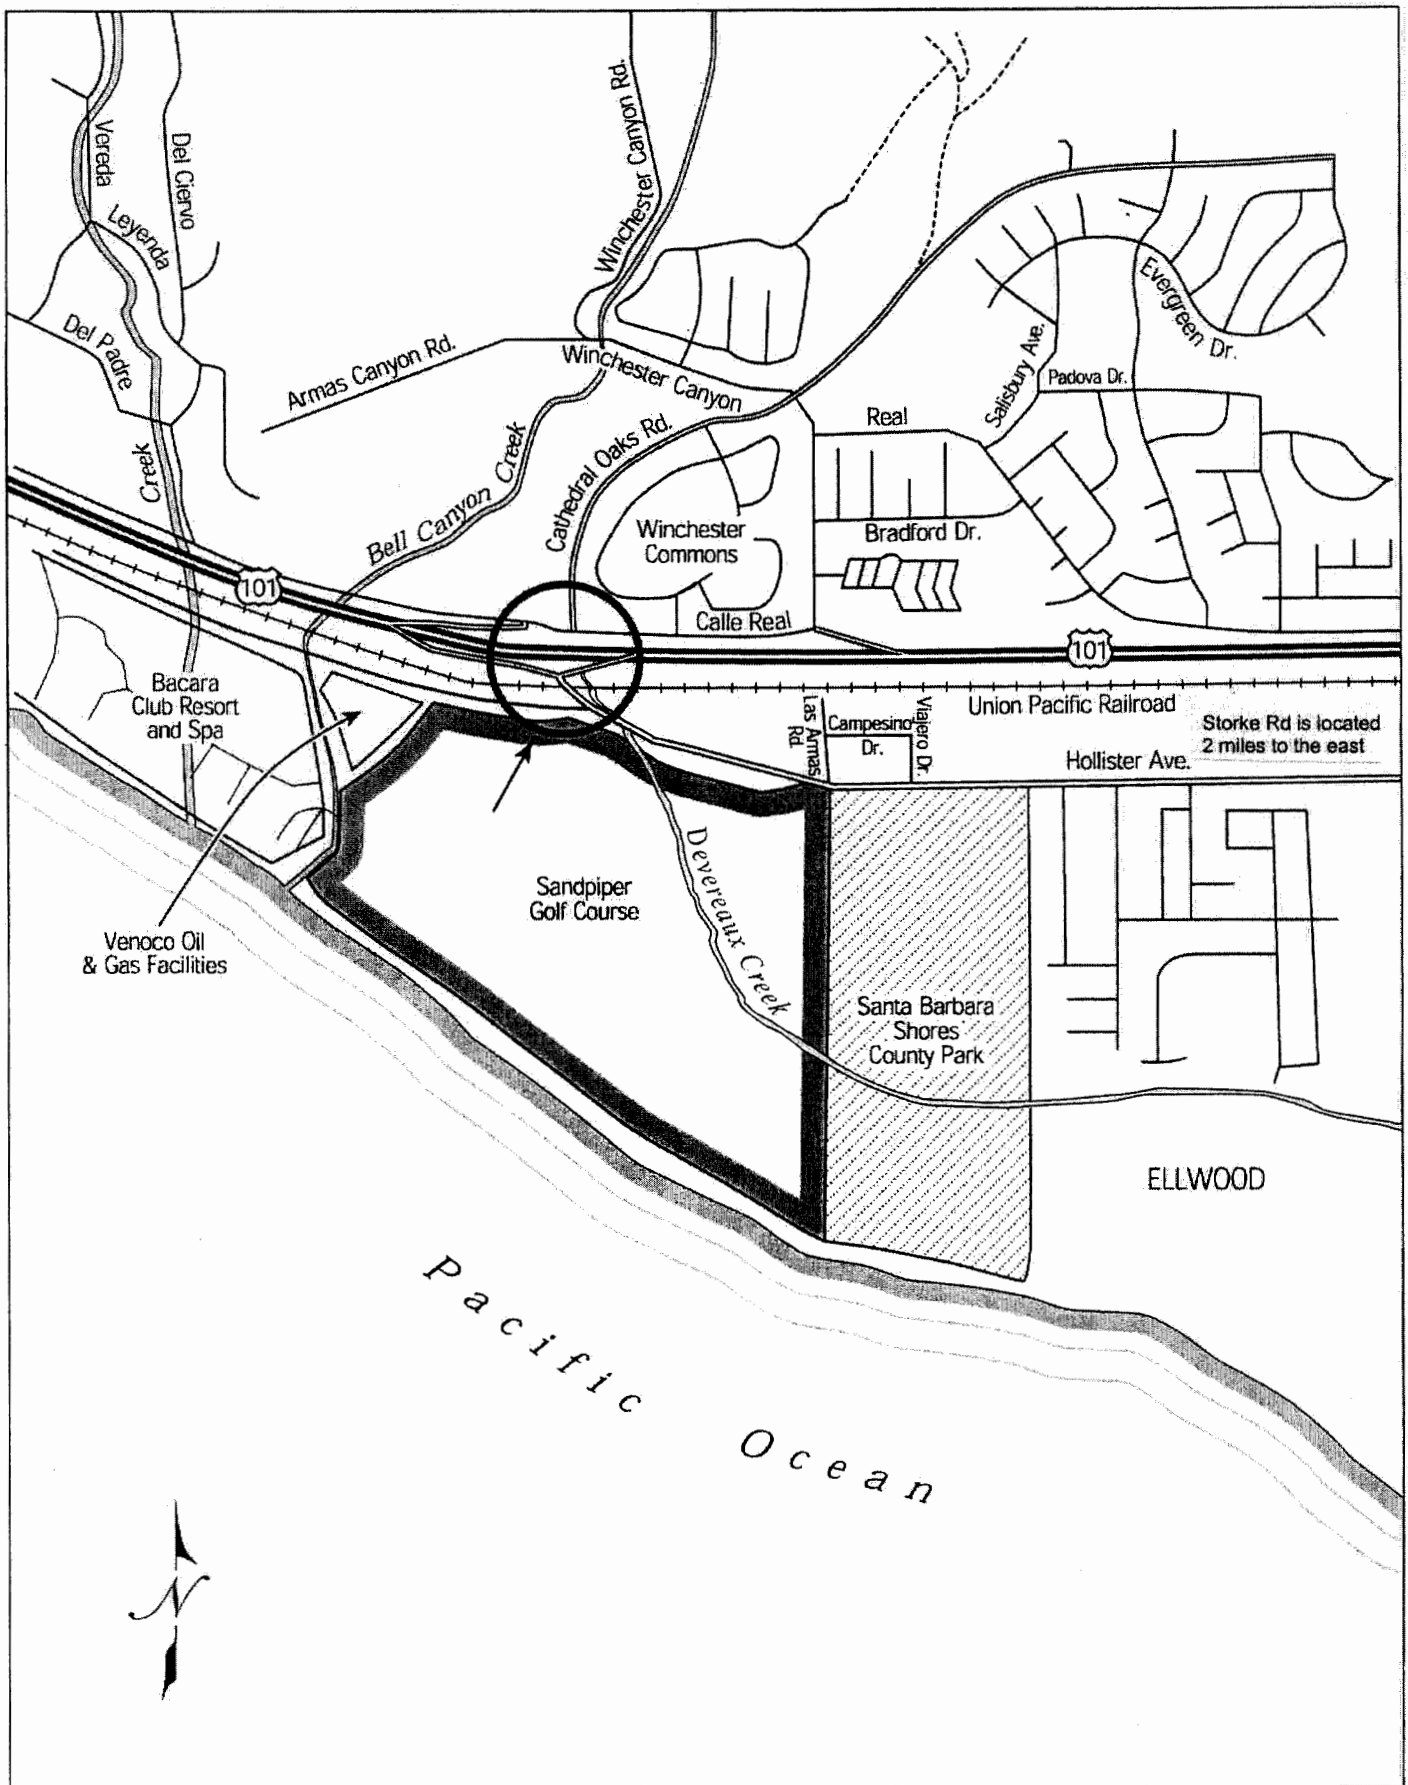 Vereda
Leyenda
Del Ciervo
Del Padre
Creek
Winchester Canyon Rd.
Winchester
Armas Canyon Rd.
Winchester Canyon
Bell Canyon Creek
Cathedral Oaks Rd.
Evergreen Dr.
Salisbury Ave.
Padova Dr.
Real
Bradford Dr.
Winchester
Commons
Calle Real
101
101
Union Pacific Railroad
Storke Rd is located
2 miles to the east
Las Armas
Rd.
Campesino
Dr.
Viajero Dr.
Hollister Ave.
Bacara
Club Resort
and Spa
Venoco Oil
& Gas Facilities
Sandpiper
Golf Course
Devereaux Creek
Santa Barbara
Shores
County Park
ELLWOOD
Pacific Ocean
N